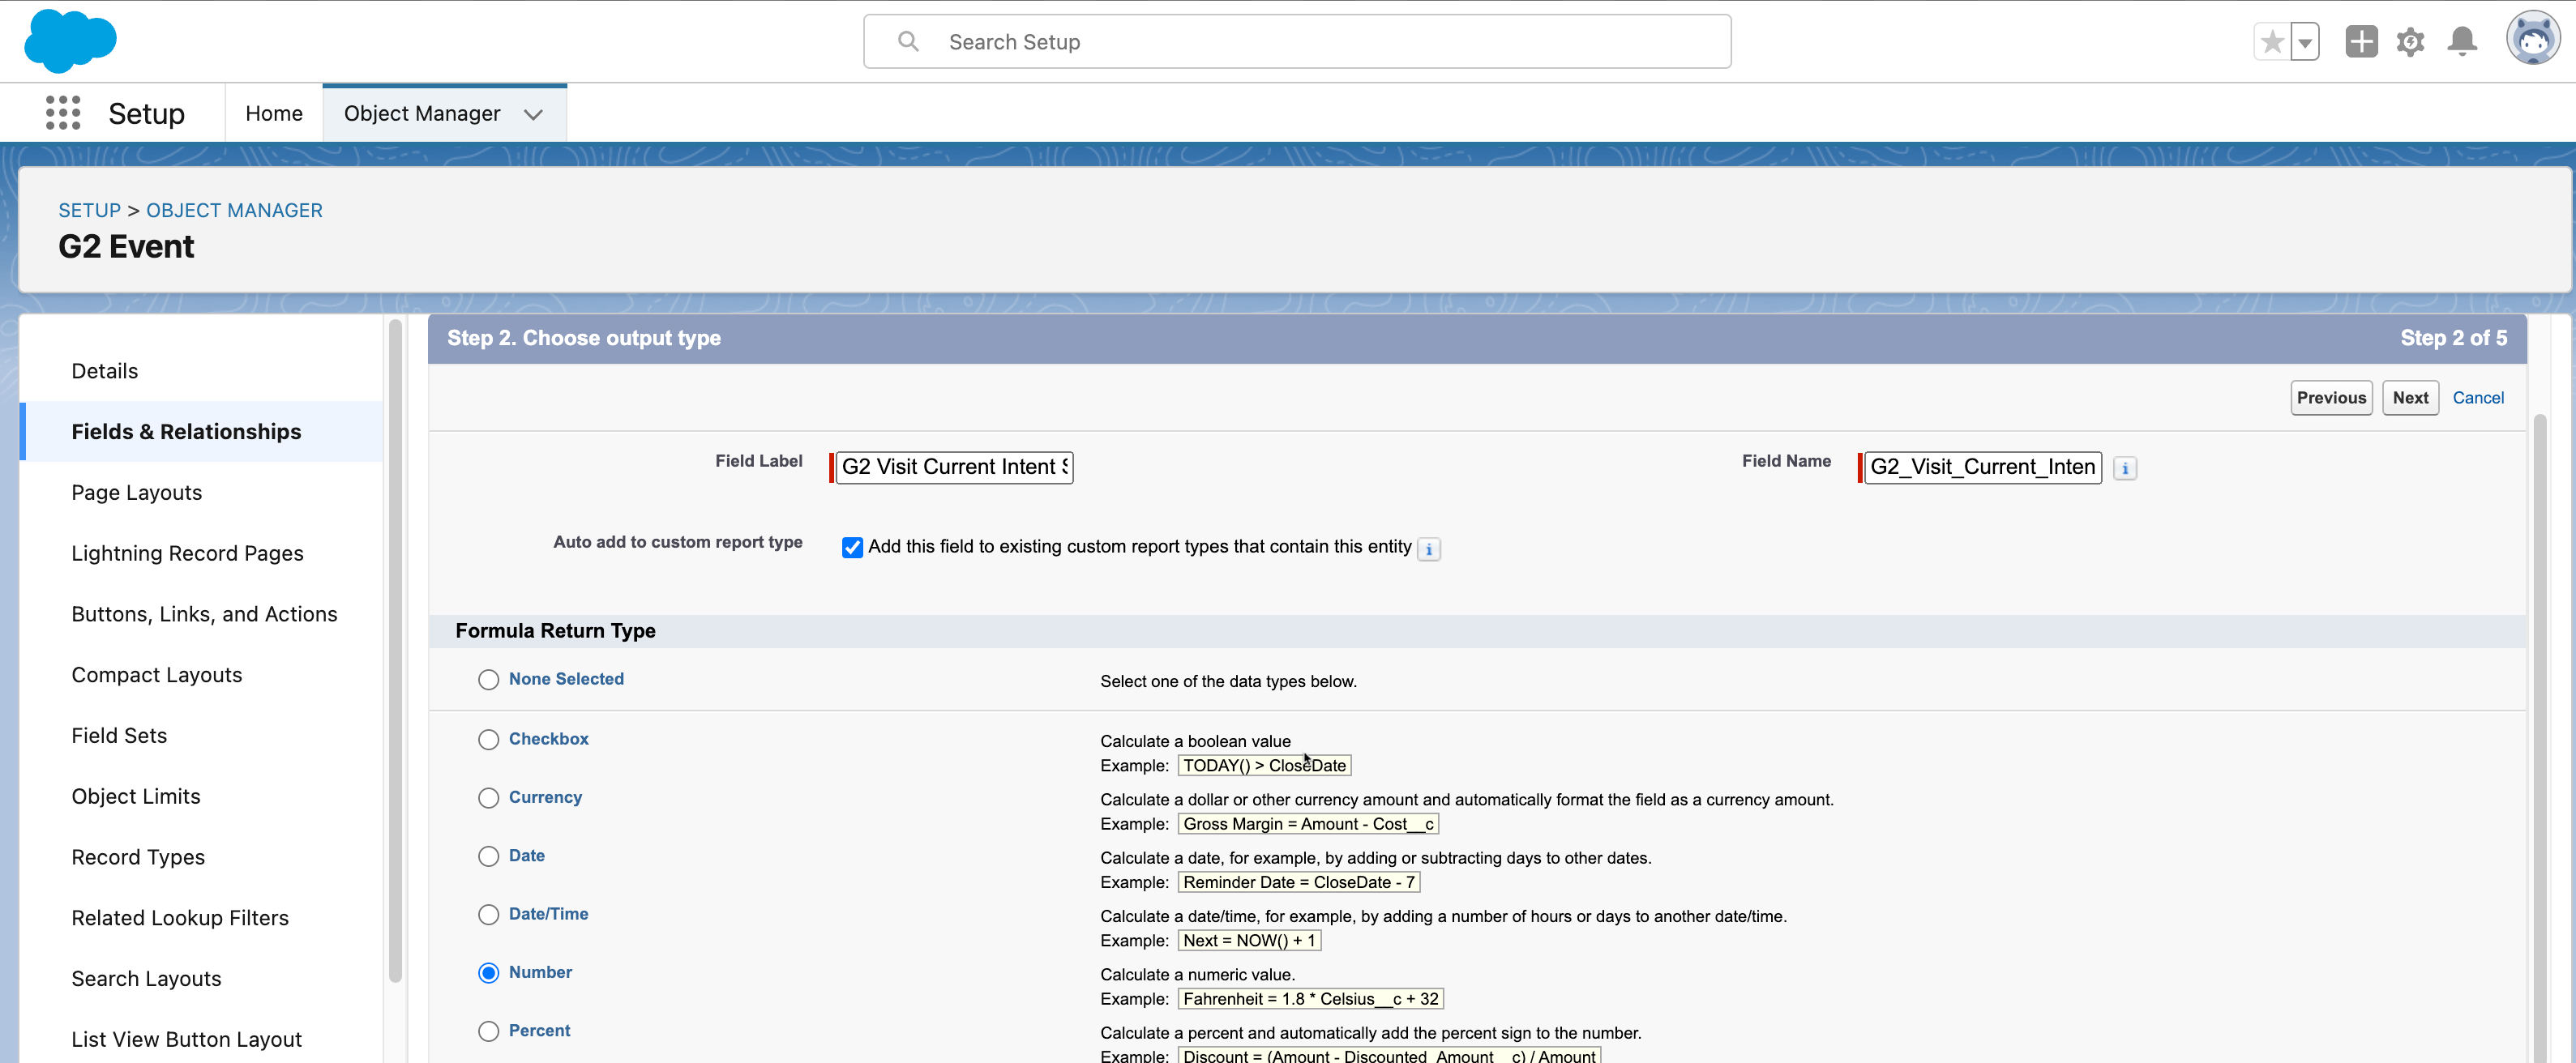 Search Setup
Setup
Home
Object Manager
SETUP > OBJECT MANAGER
G2 Event
Details
Fields & Relationships
Page Layouts
Lightning Record Pages
Buttons, Links, and Actions
Compact Layouts
Field Sets
Object Limits
Record Types
Related Lookup Filters
Search Layouts
List View Button Layout
Step 2. Choose output type
Step 2 of 5
Previous
Next
Cancel
Field Label
G2 Visit Current Intent
Field Name
G2_Visit_Current_Inten
i
Auto add to custom report type
Add this field to existing custom report types that contain this entity
i
Formula Return Type
None Selected
Select one of the data types below.
Checkbox
Calculate a boolean value
Example: TODAY() > CloseDate
Currency
Calculate a dollar or other currency amount and automatically format the field as a currency amount.
Example: Gross Margin = Amount - Cost__c
Date
Calculate a date, for example, by adding or subtracting days to other dates.
Example: Reminder Date = CloseDate - 7
Date/Time
Calculate a date/time, for example, by adding a number of hours or days to another date/time.
Example: Next = NOW() + 1
Number
Calculate a numeric value.
Example: Fahrenheit = 1.8 * Celsius__c + 32
Percent
Calculate a percent and automatically add the percent sign to the number.
Example: Discount = (Amount - Discounted_Amount__c) / Amount